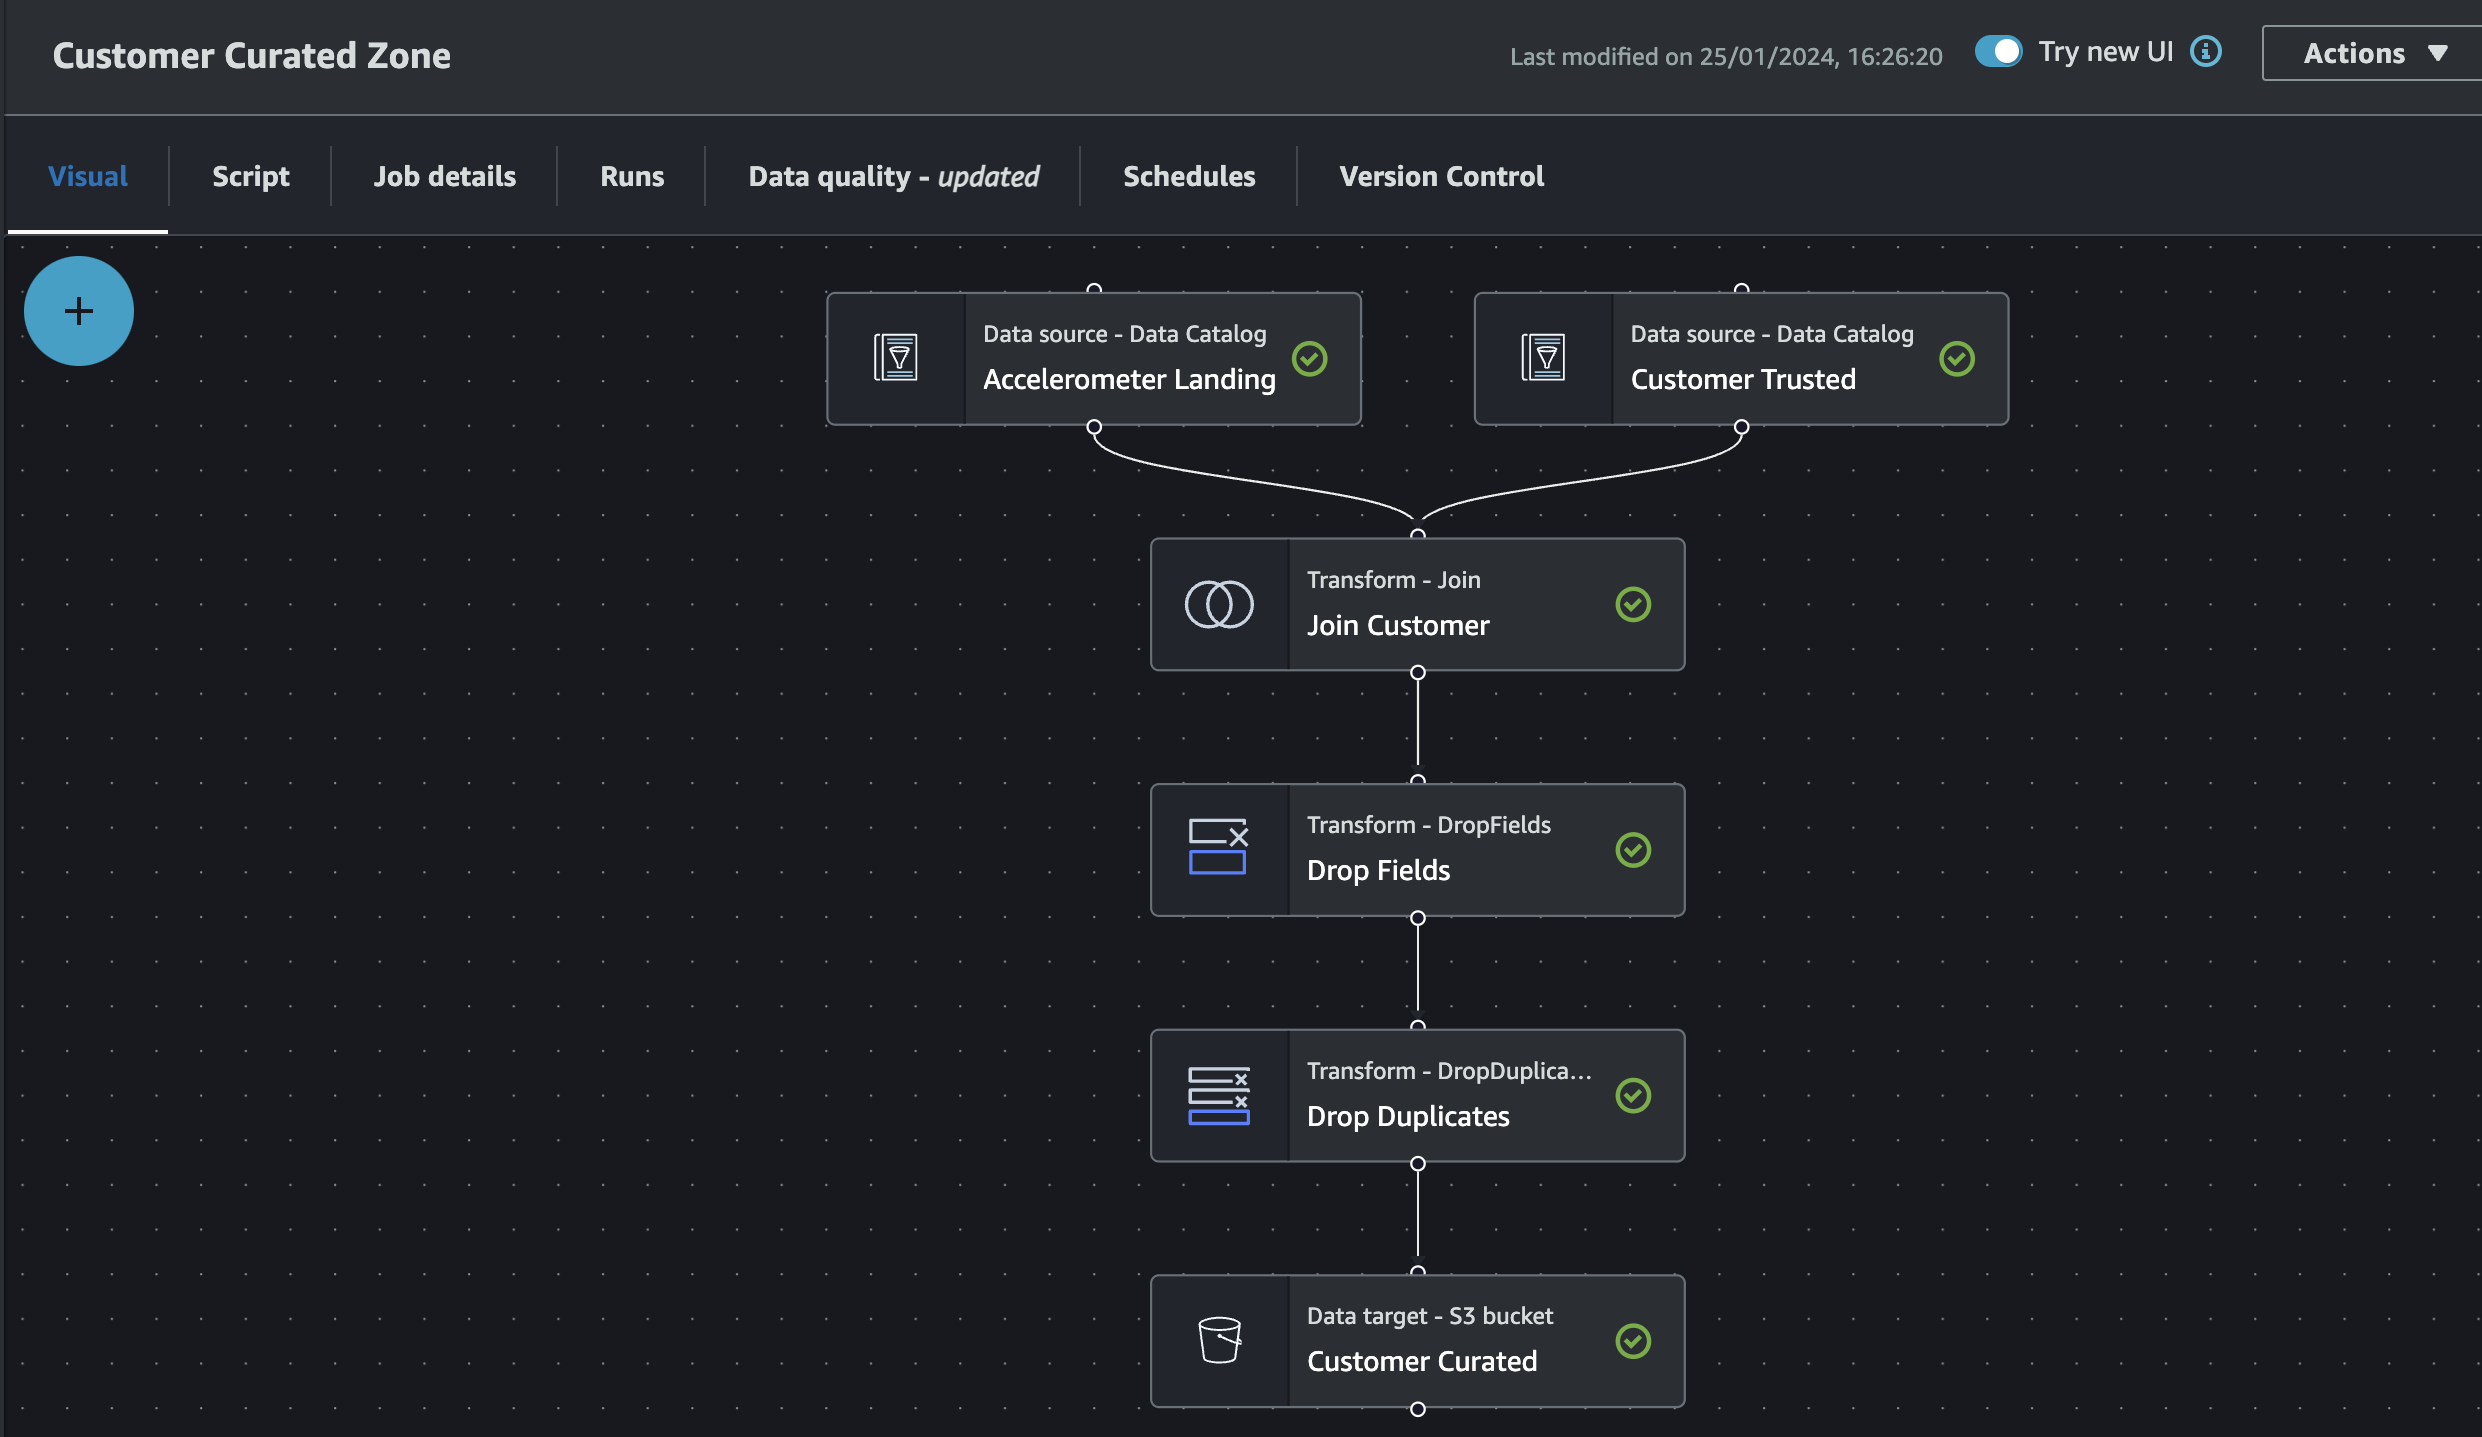 Customer Curated Zone
Last modified on 25/01/2024, 16:26:20
Try new UI
Actions
Visual
Script
Job details
Runs
Data quality - updated
Schedules
Version Control
Data source - Data Catalog
Accelerometer Landing
Data source - Data Catalog
Customer Trusted
Transform - Join
Join Customer
Transform - DropFields
Drop Fields
Transform - DropDuplica...
Drop Duplicates
Data target - S3 bucket
Customer Curated